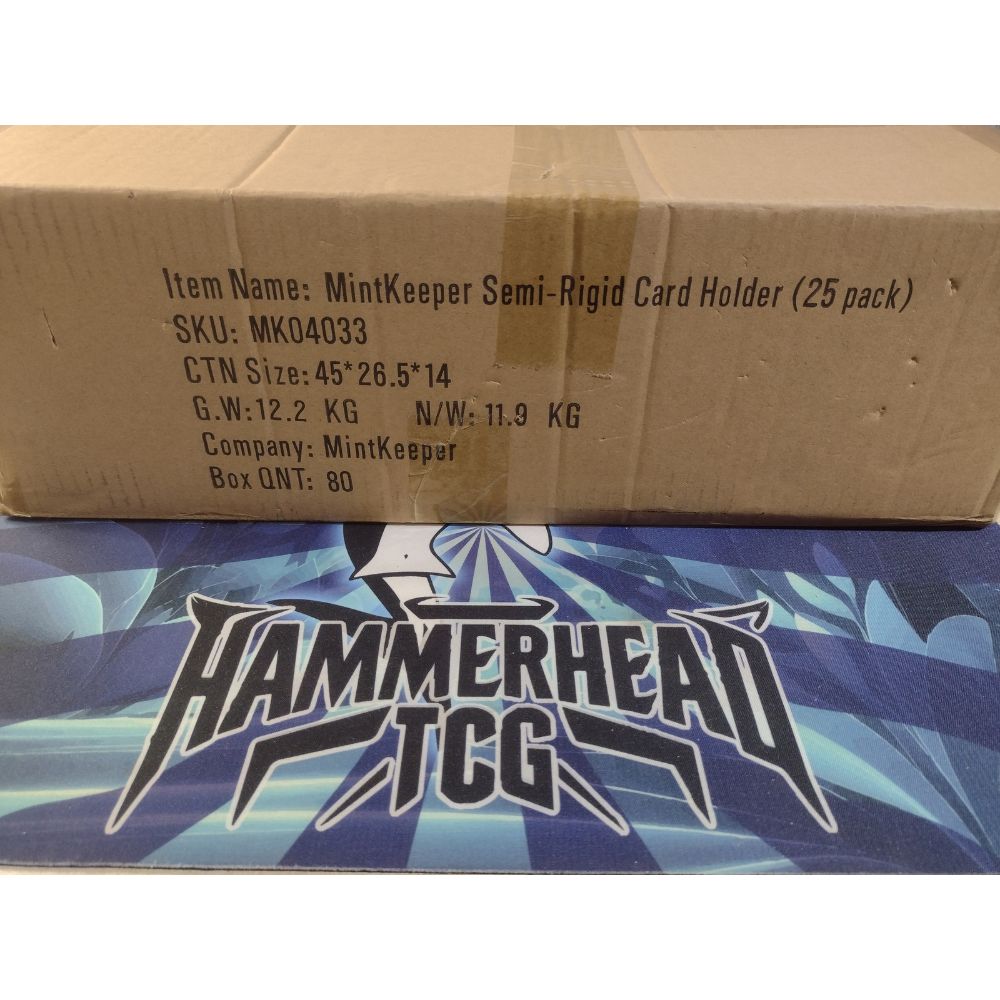 Item Name: MintKeeper Semi-Rigid Card Holder (25 pack)
SKU: MK04033
CTN Size: 45*26.5*14
G.W: 12.2 KG N/W: 11.9 KG
Company: MintKeeper
Box QNT: 80
HAMMERHEAD
TCG